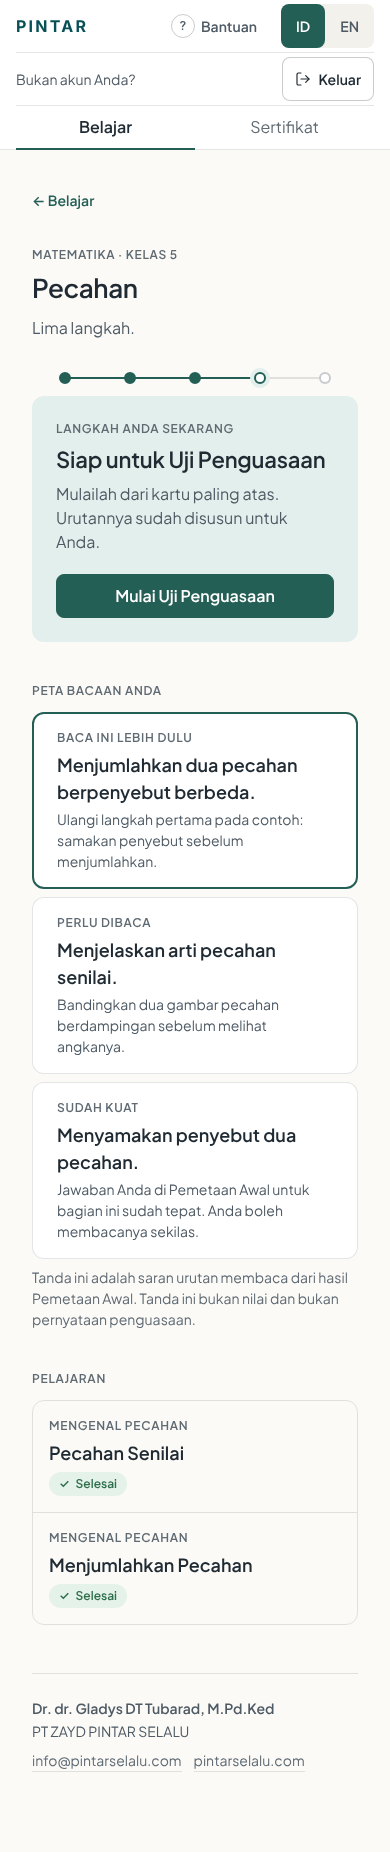 PINTAR
? Bantuan
ID
EN
Bukan akun Anda?
Keluar
Belajar
Sertifikat
← Belajar
MATEMATIKA · KELAS 5
Pecahan
Lima langkah.
LANGKAH ANDA SEKARANG
Siap untuk Uji Penguasaan
Mulailah dari kartu paling atas.
Urutannya sudah disusun untuk
Anda.
Mulai Uji Penguasaan
PETA BACAAN ANDA
BACA INI LEBIH DULU
Menjumlahkan dua pecahan
berpenyebut berbeda.
Ulangi langkah pertama pada contoh:
samakan penyebut sebelum
menjumlahkan.
PERLU DIBACA
Menjelaskan arti pecahan
senilai.
Bandingkan dua gambar pecahan
berdampingan sebelum melihat
angkanya.
SUDAH KUAT
Menyamakan penyebut dua
pecahan.
Jawaban Anda di Pemetaan Awal untuk
bagian ini sudah tepat. Anda boleh
membacanya sekilas.
Tanda ini adalah saran urutan membaca dari hasil
Pemetaan Awal. Tanda ini bukan nilai dan bukan
pernyataan penguasaan.
PELAJARAN
MENGENAL PECAHAN
Pecahan Senilai
✓ Selesai
MENGENAL PECAHAN
Menjumlahkan Pecahan
✓ Selesai
Dr. dr. Gladys DT Tubarad, M.Pd.Ked
PT ZAYD PINTAR SELALU
info@pintarselalu.com pintarselalu.com